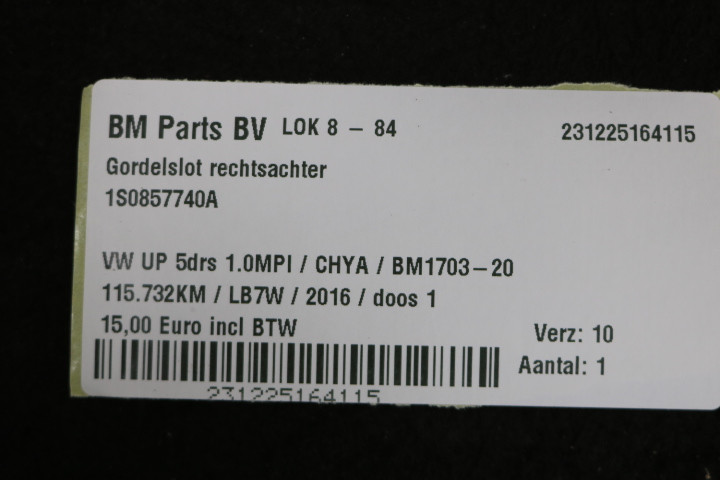 BM Parts BV LOK 8 - 84 231225164115
Gordelslot rechtsachter
1S0857740A
VW UP 5drs 1.0MPI / CHYA / BM1703-20
115.732KM / LB7W / 2016 / doos 1
15,00 Euro incl BTW Verz: 10
Aantal: 1
231225164115